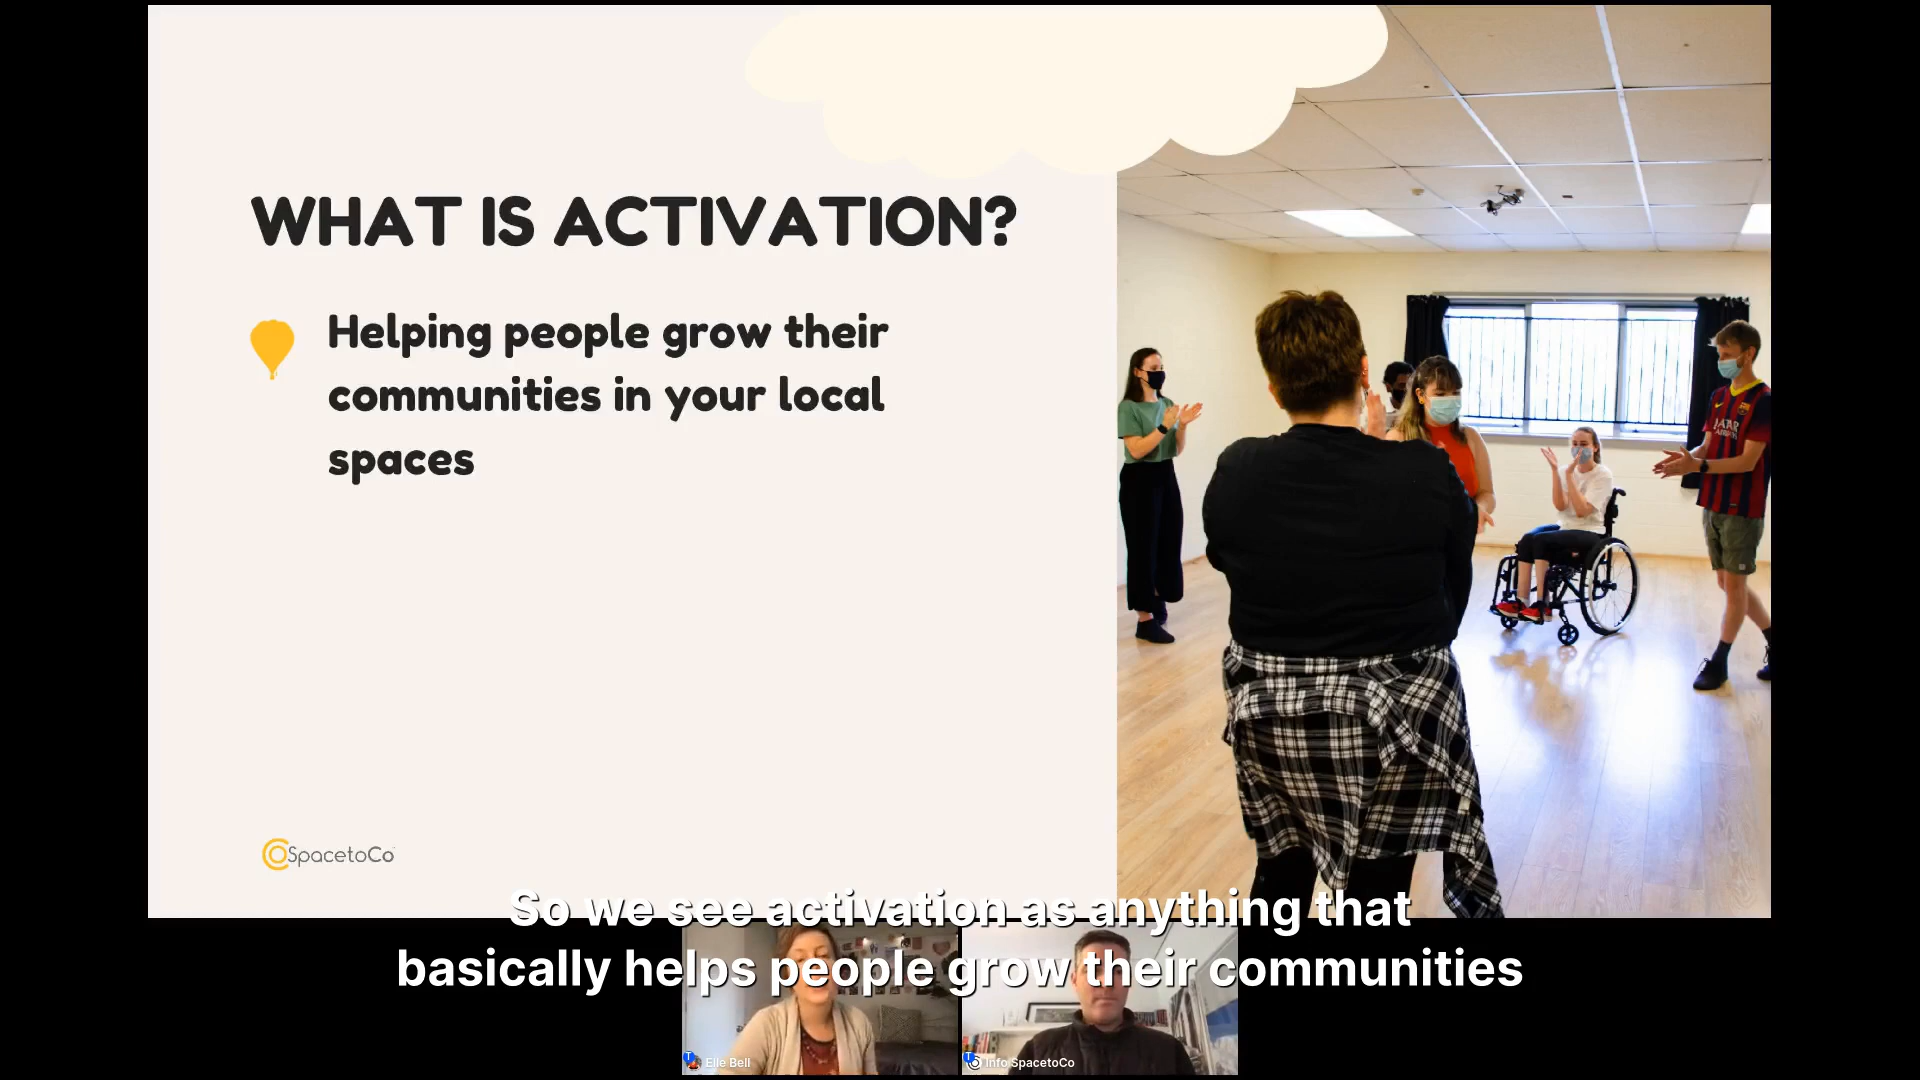 WHAT IS ACTIVATION?
Helping people grow their
communities in your local
spaces
SpacetoCo
So we see activation as anything that
basically helps people grow their communities
Elle Bell
Info SpacetoCo